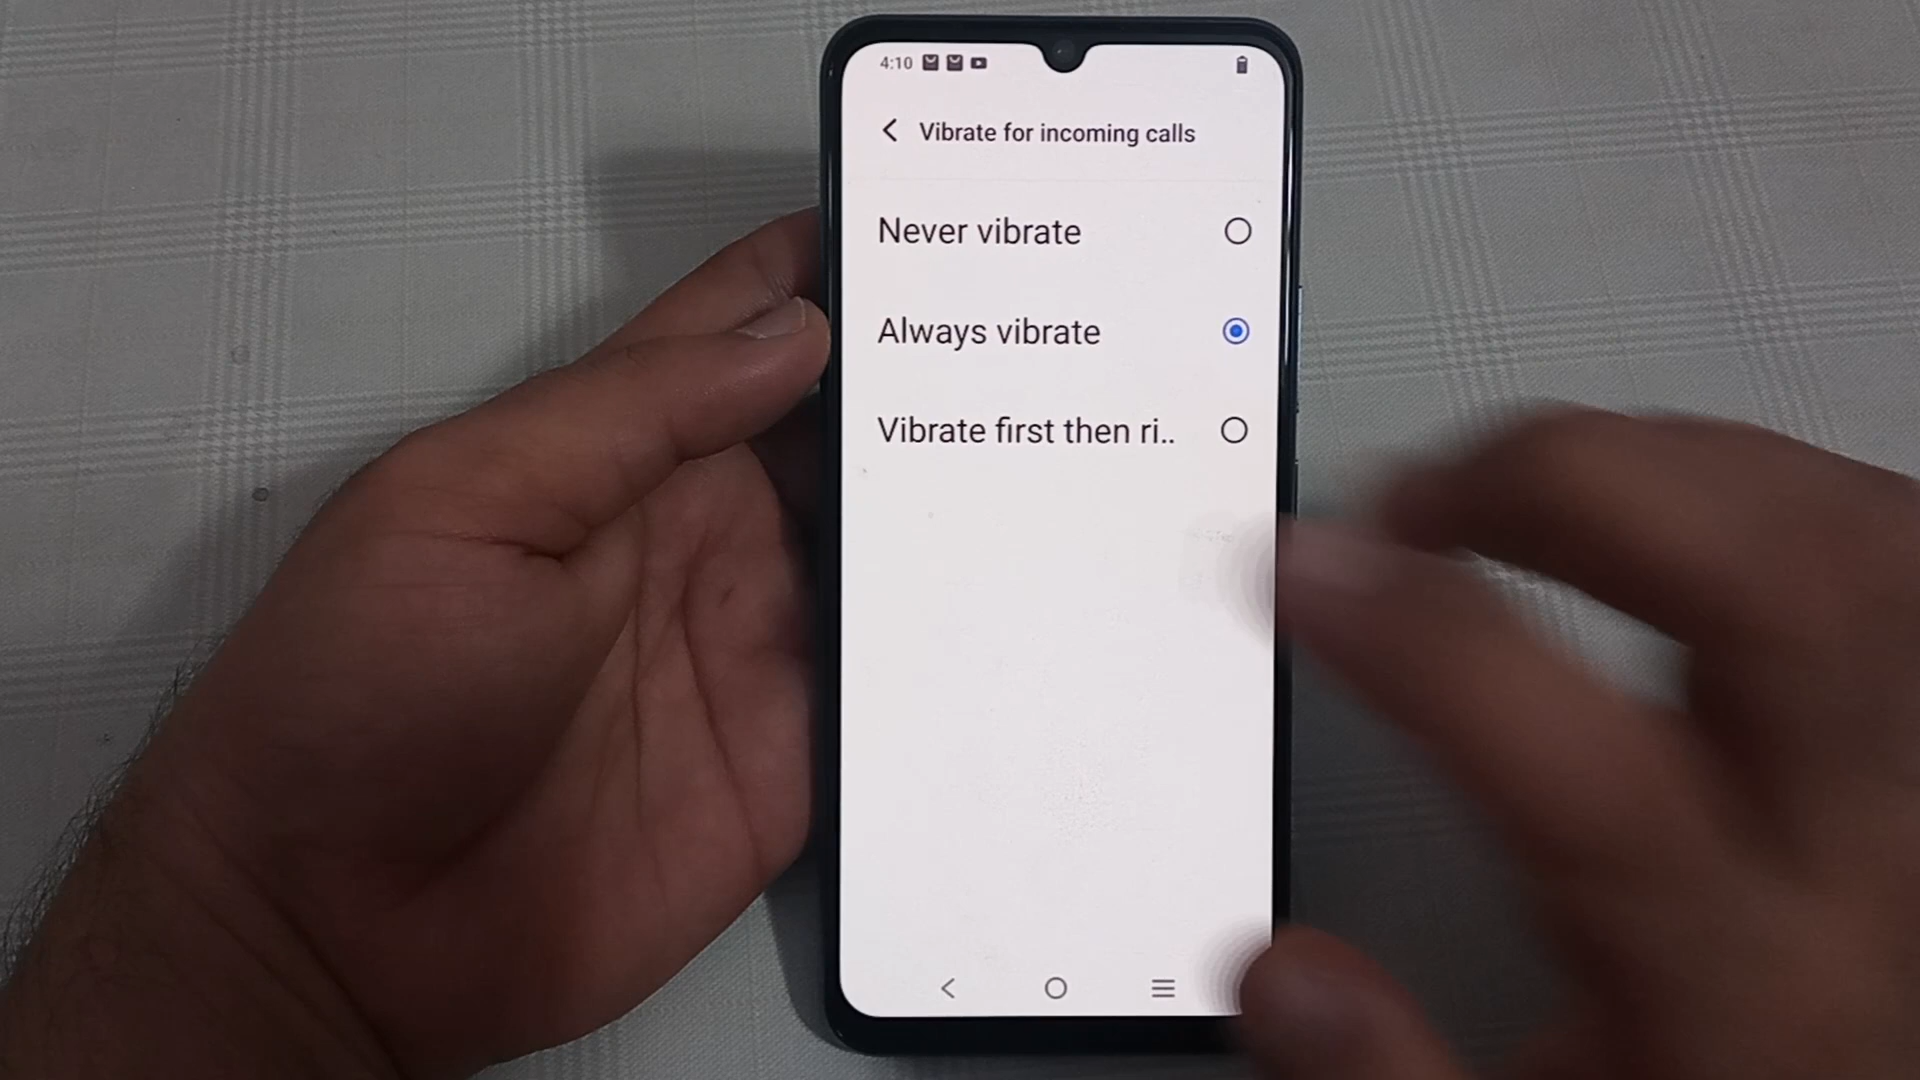 4:10
Vibrate for incoming calls
Never vibrate
Always vibrate
Vibrate first then ri..